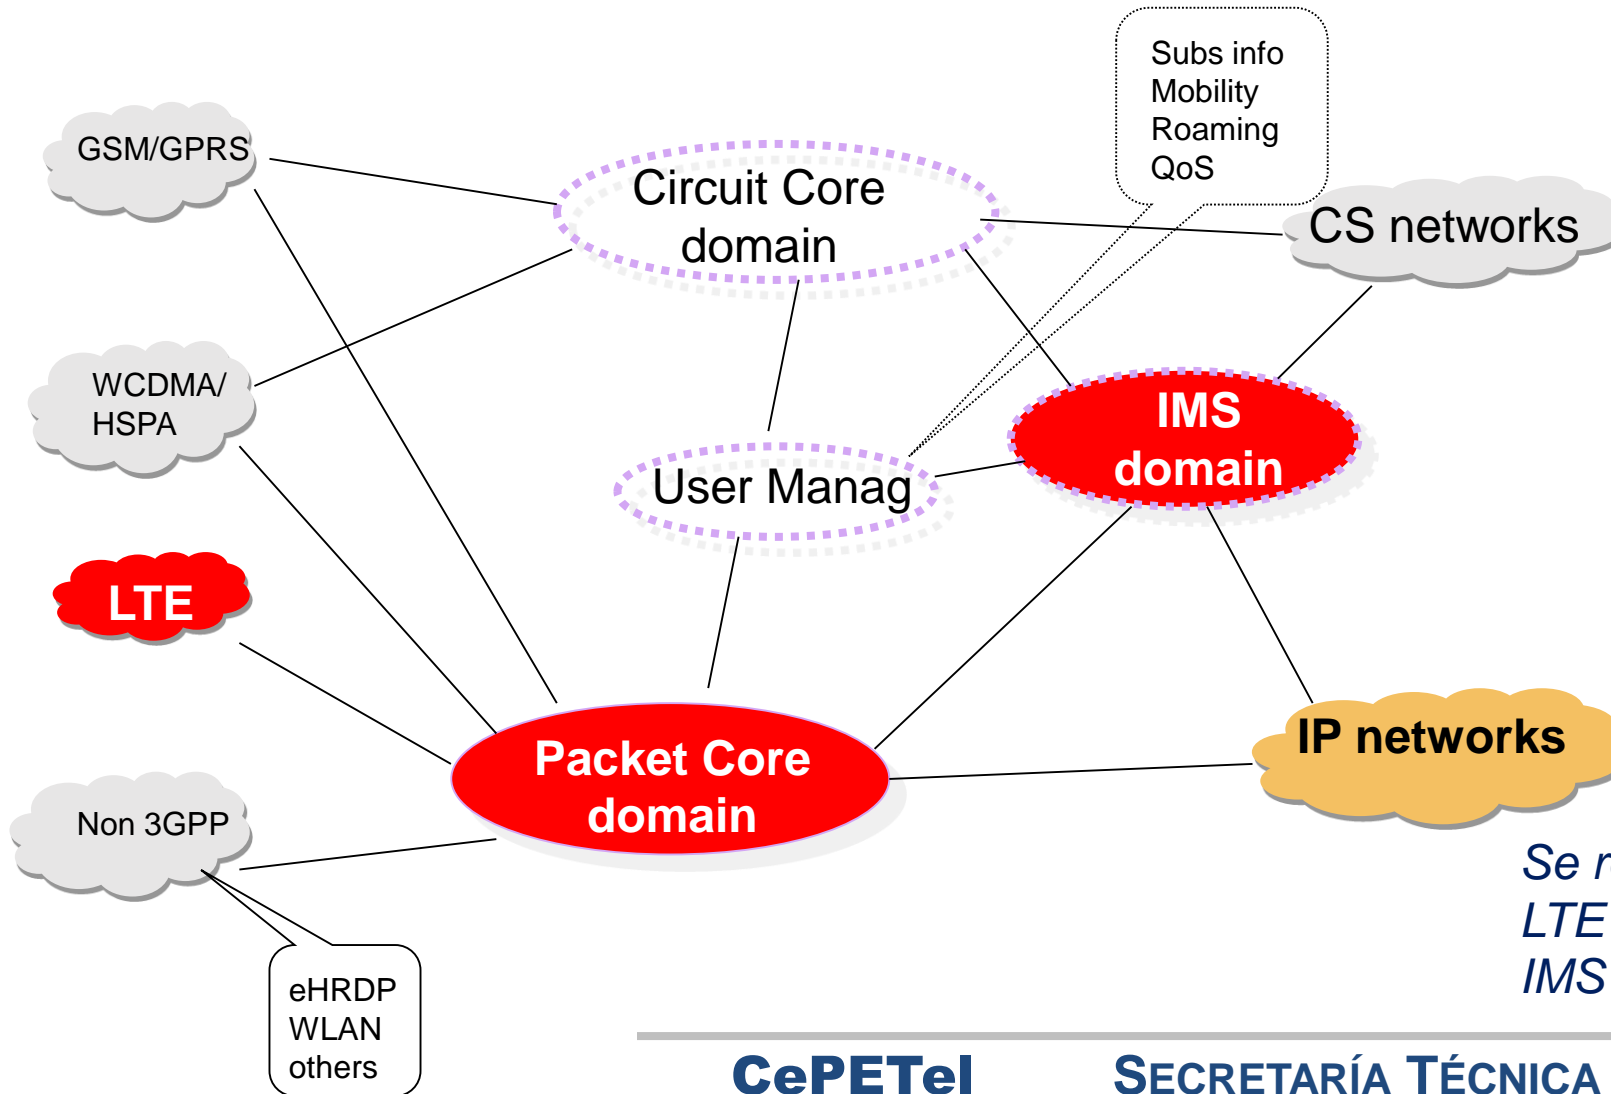 Subs info
Mobility
Roaming
QoS
GSM/GPRS
Circuit Core
domain
CS networks
WCDMA/
HSPA
IMS
domain
User Manag
LTE
Packet Core
domain
IP networks
Non 3GPP
Se
LTE
IMS
eHRDP
WLAN
others
CePETel
SECRETARÍA TÉCNICA